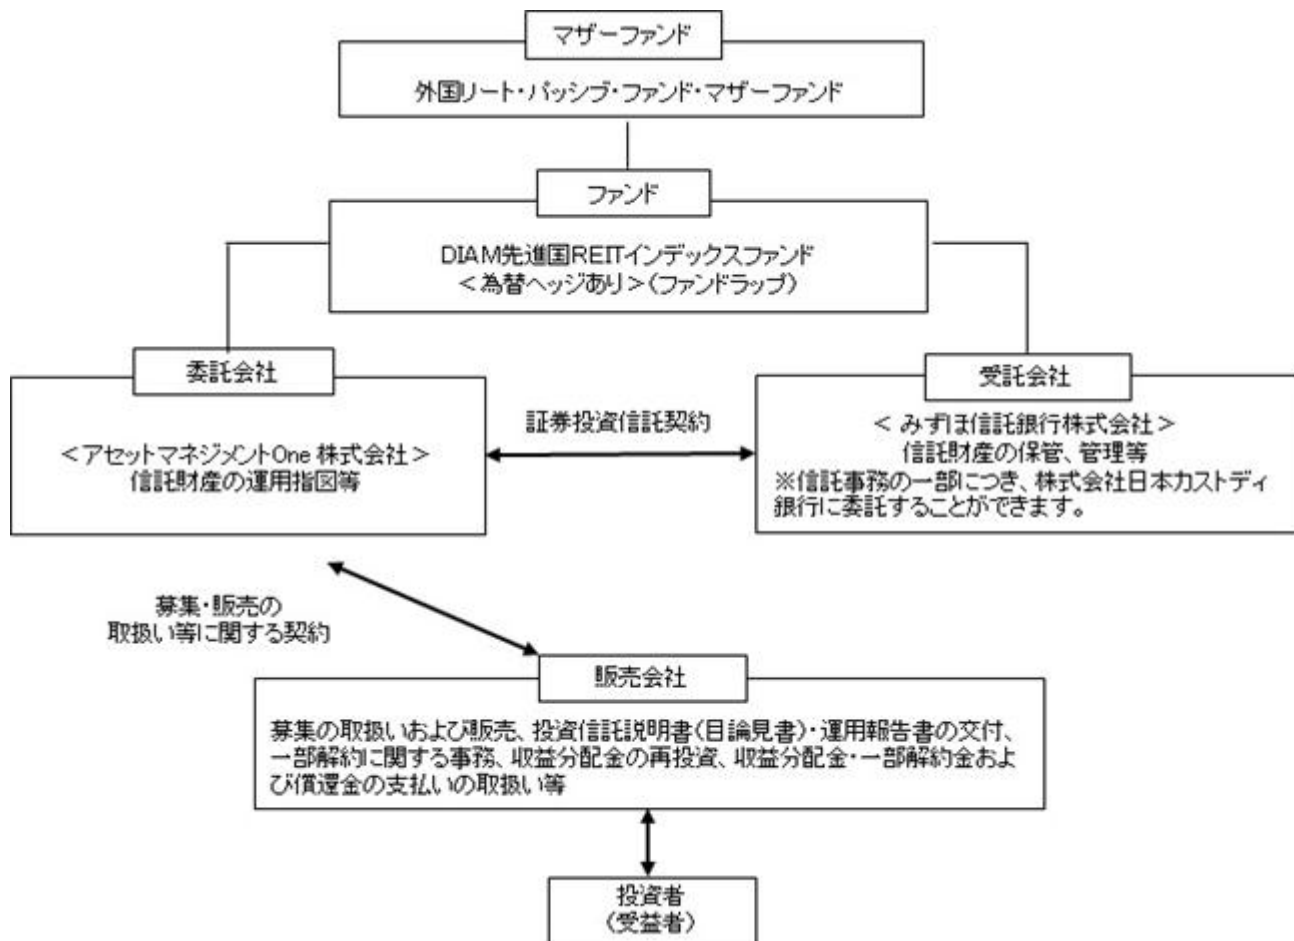 マザーファンド
外国リート・パッシブ・ファンド・マザーファンド
ファンド
DIAM先進国REITインデックスファンド
＜為替ヘッジあり＞（ファンドラップ）
委託会社
＜アセットマネジメントOne 株式会社＞
信託財産の運用指図等
証券投資信託契約
受託会社
＜ みずほ信託銀行株式会社＞
信託財産の保管、管理等
※信託事務の一部につき、株式会社日本カストディ
銀行に委託することができます。
募集・販売の
取扱い等に関する契約
販売会社
募集の取扱いおよび販売、投資信託説明書（目論見書）・運用報告書の交付、
一部解約に関する事務、収益分配金の再投資、収益分配金・一部解約金およ
び償還金の支払いの取扱い等
投資者
（受益者）